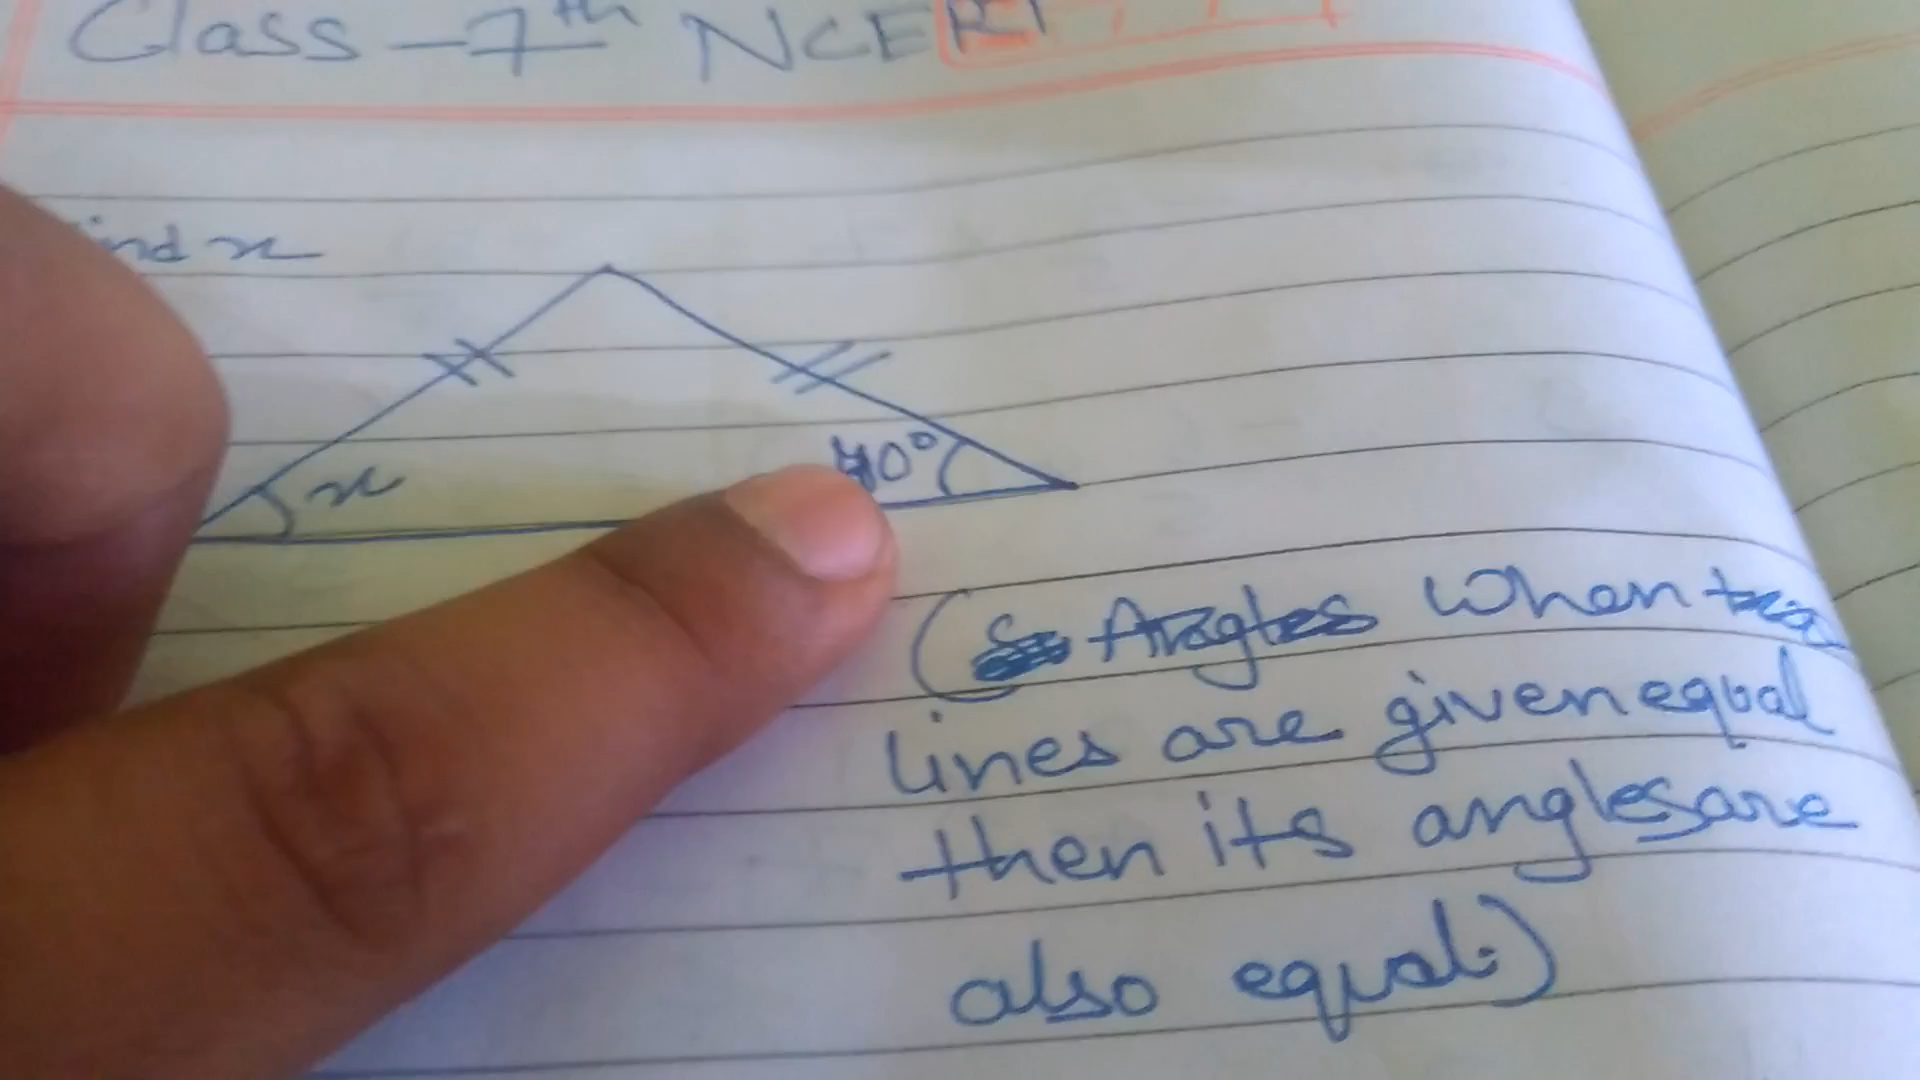 Class – 7th NCERT
ind x
x
40°
( Angles When
lines are given equal
then its angles are
also equal.)